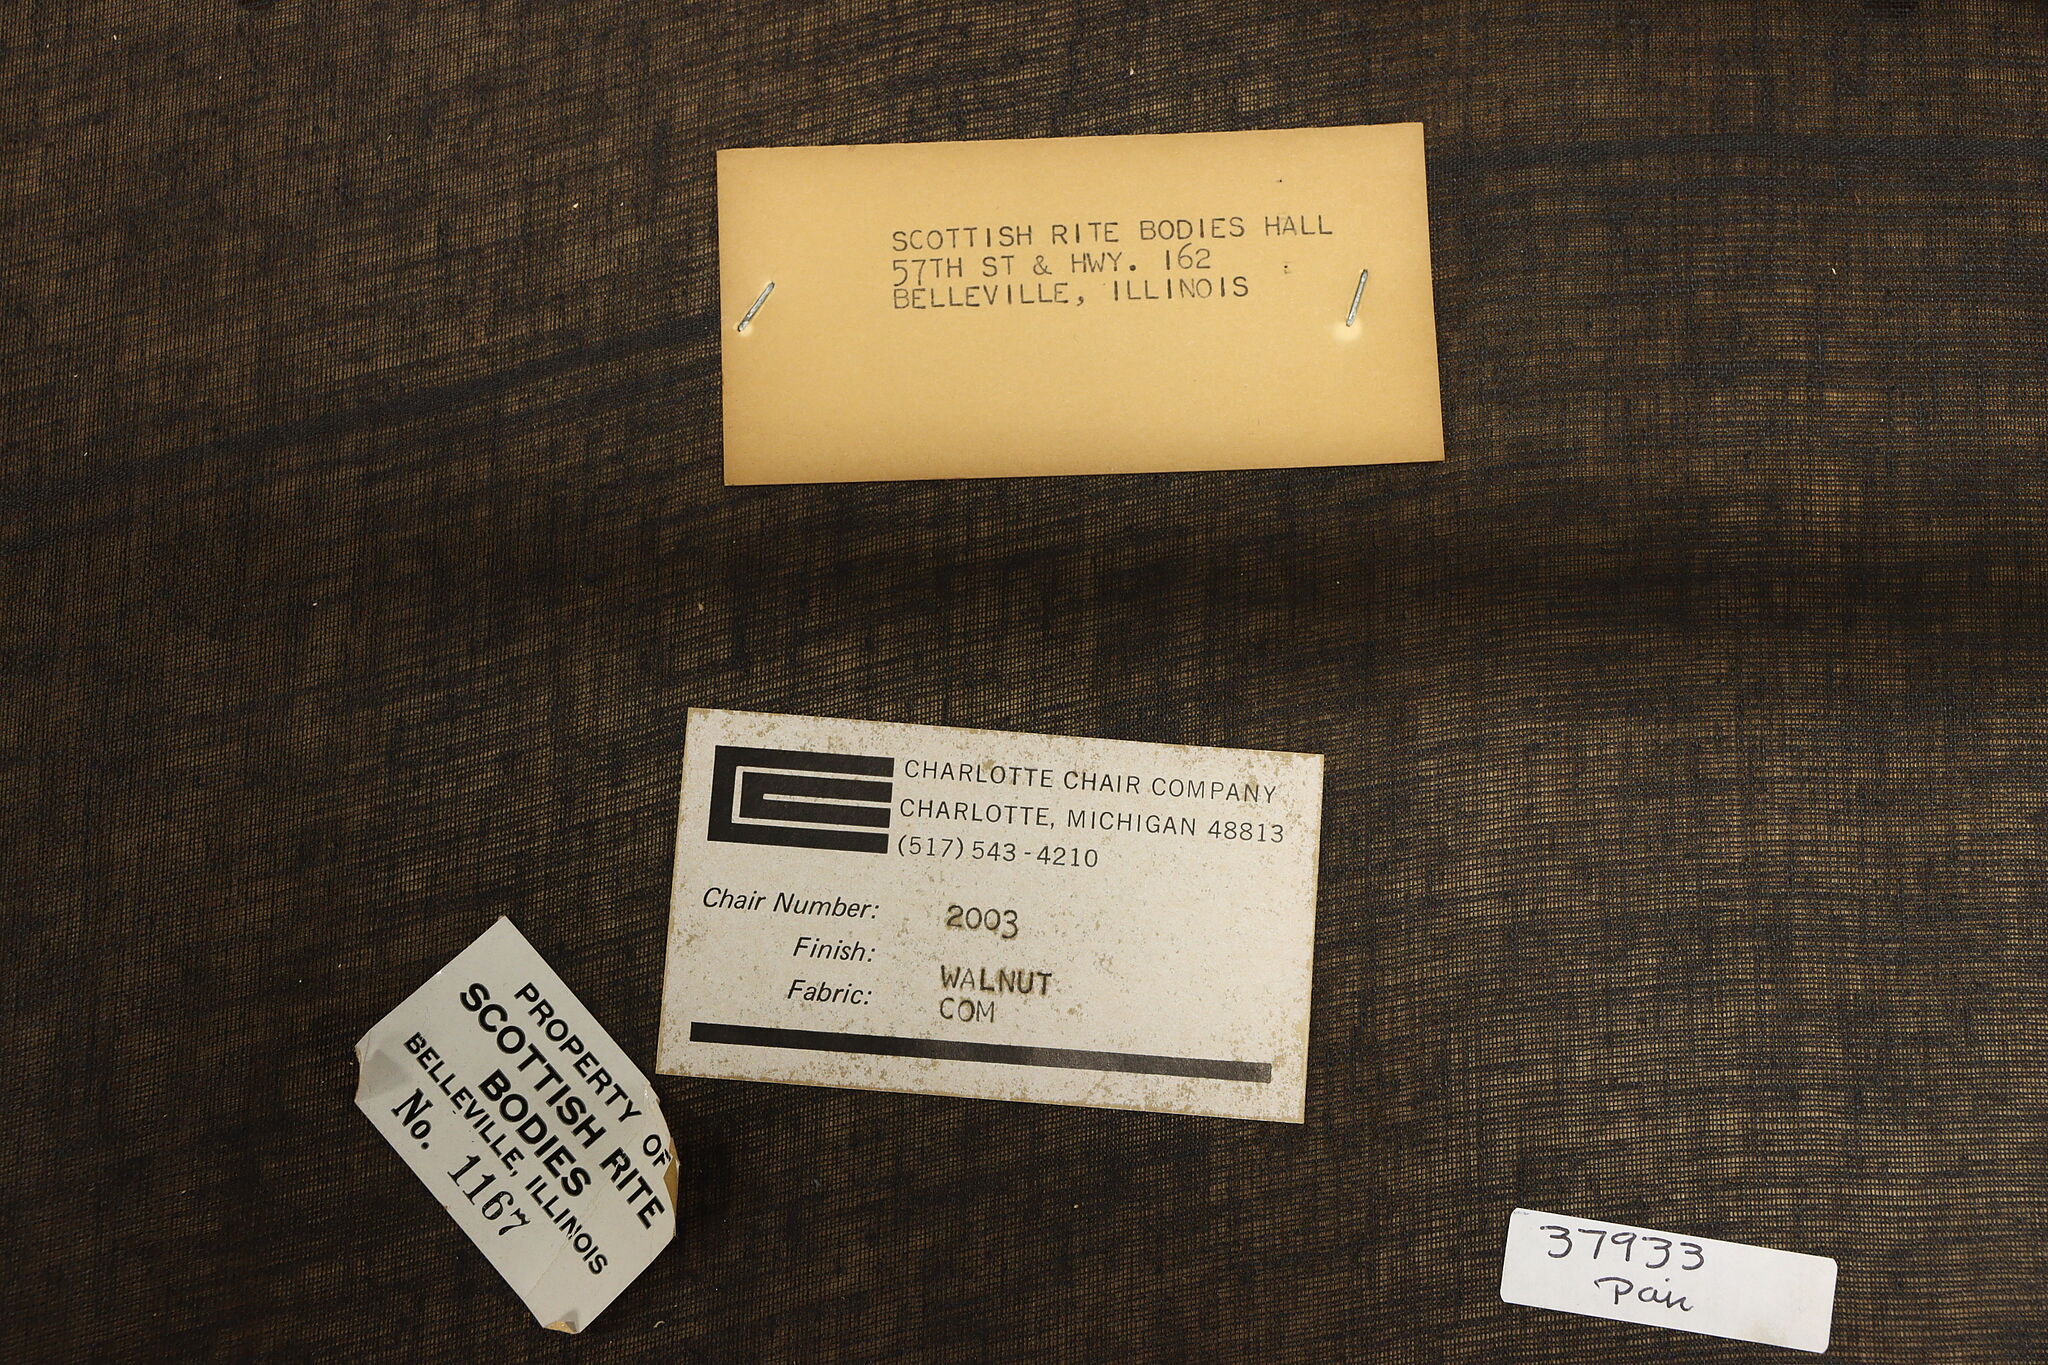 SCOTTISH RITE BODIES HALL
57TH ST & HWY. 162
BELLEVILLE, ILLINOIS
CHARLOTTE CHAIR COMPANY
CHARLOTTE, MICHIGAN 48813
(517) 543-4210
Chair Number: 2003
Finish: WALNUT
Fabric: COM
PROPERTY OF
SCOTTISH RITE
BODIES
BELLEVILLE, ILLINOIS
No. 1167
37933
Pair